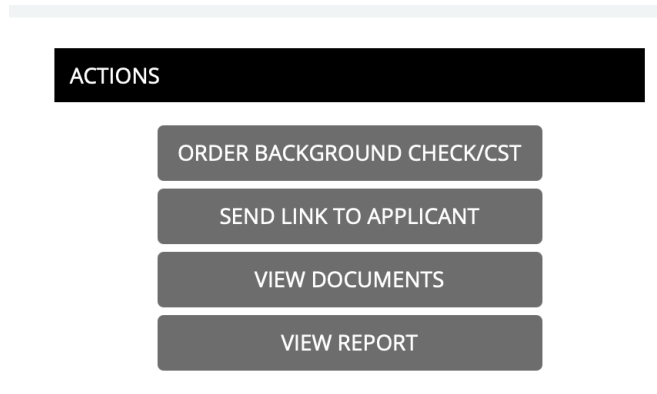 ACTIONS
ORDER BACKGROUND CHECK/CST
SEND LINK TO APPLICANT
VIEW DOCUMENTS
VIEW REPORT